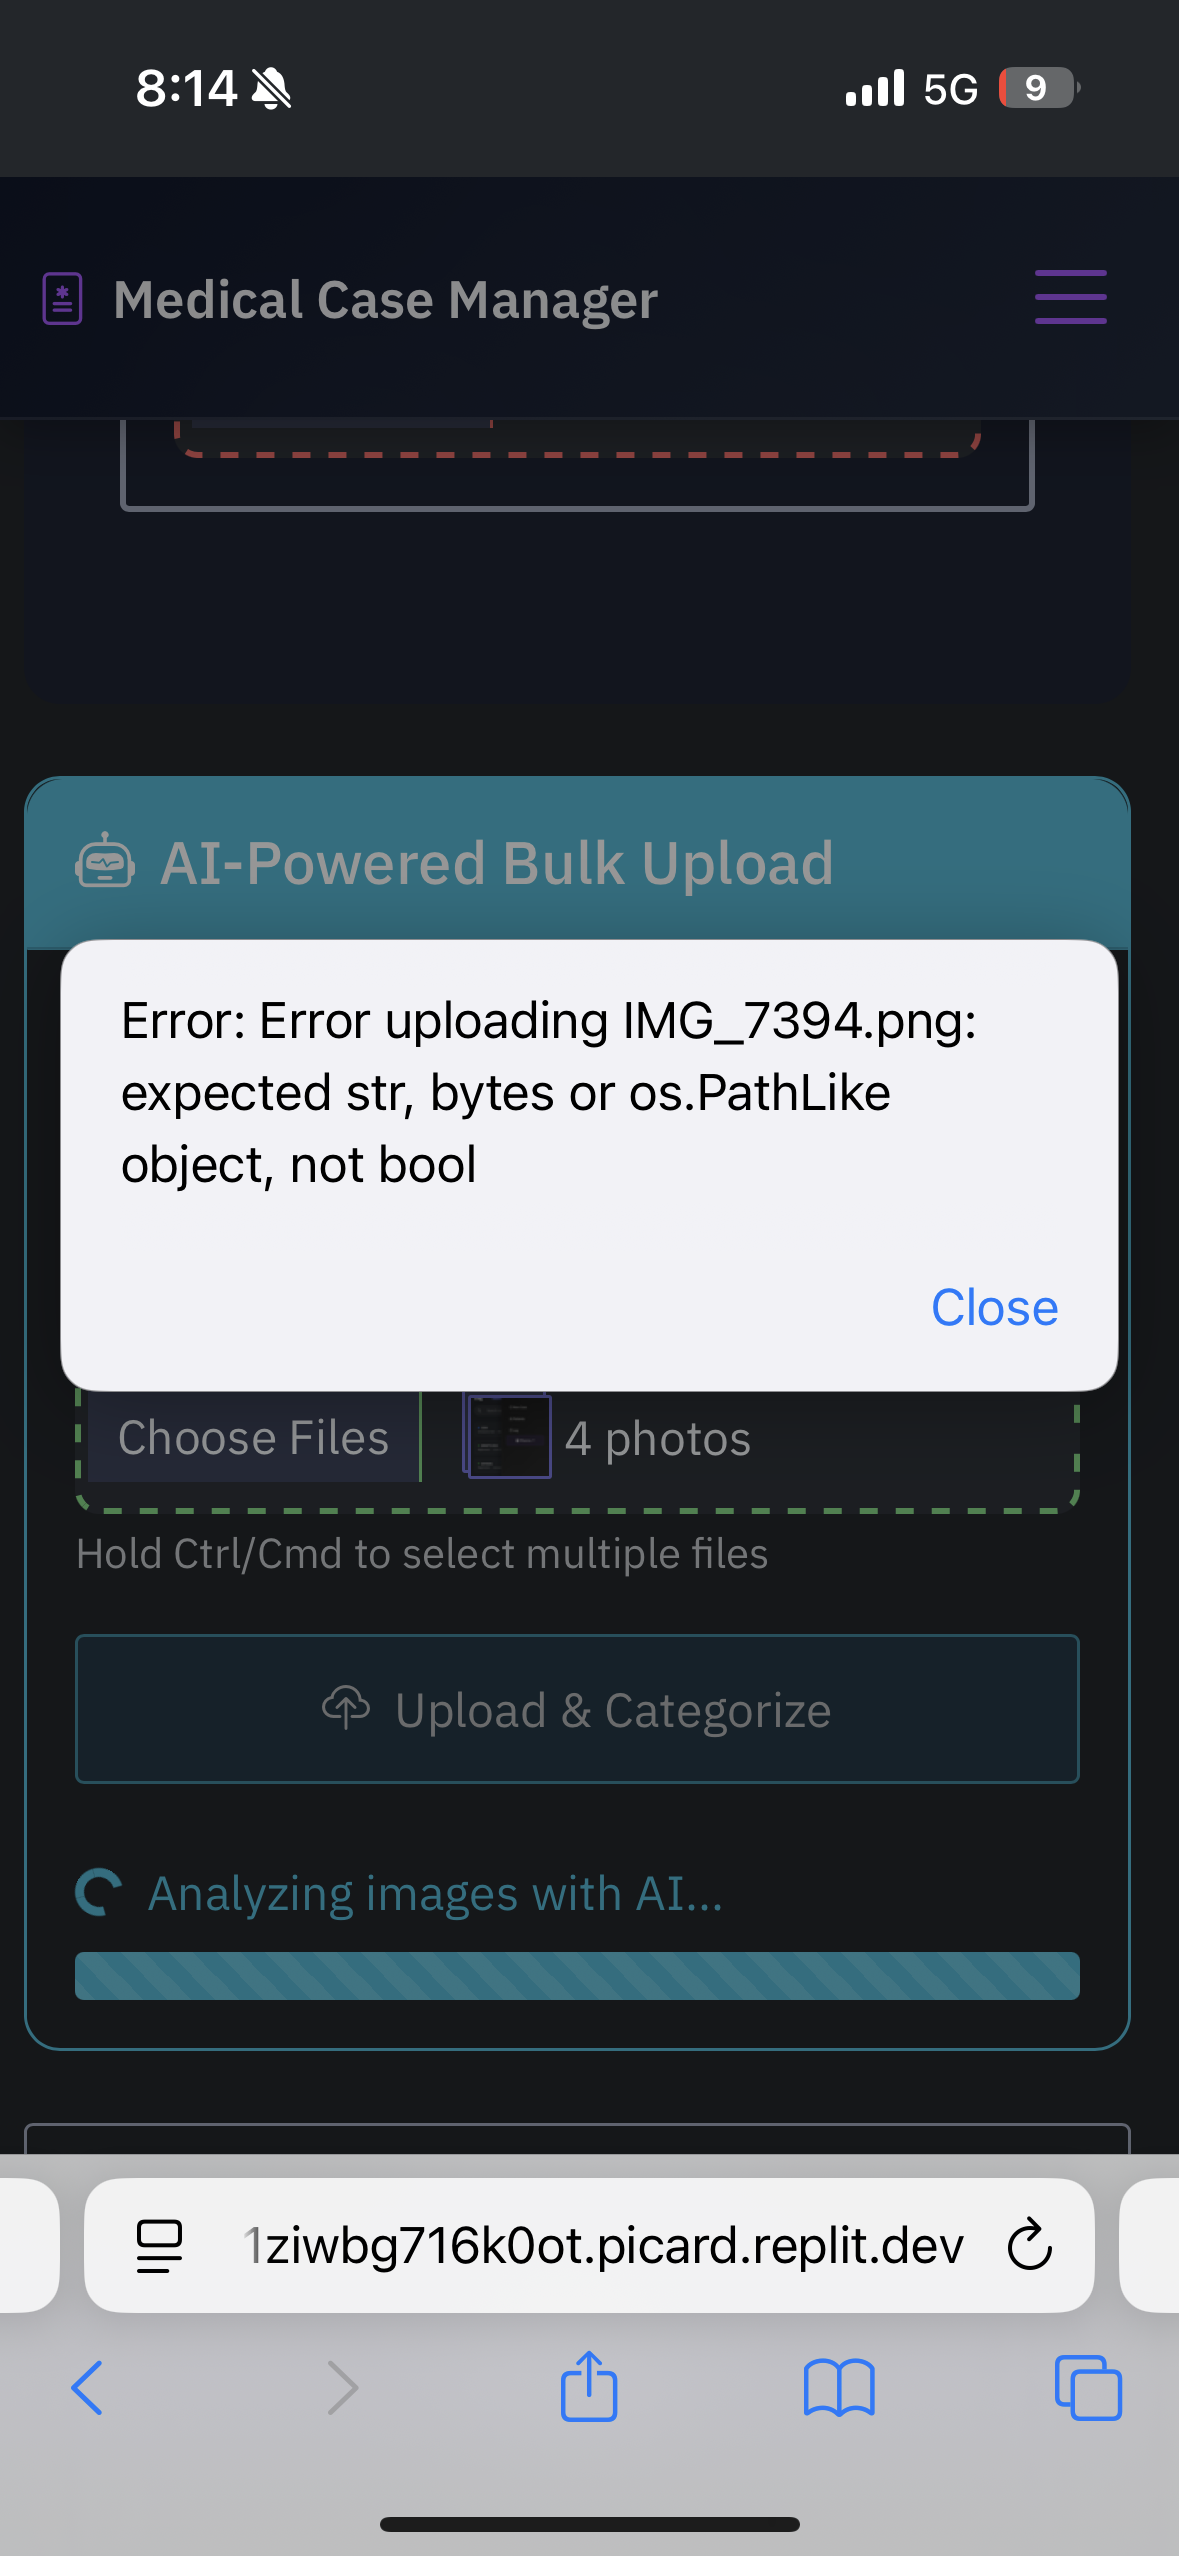 8:14
5G
9
Medical Case Manager
AI-Powered Bulk Upload
Error: Error uploading IMG_7394.png:
expected str, bytes or os.PathLike
object, not bool
Close
Choose Files
4 photos
Hold Ctrl/Cmd to select multiple files
Upload & Categorize
Analyzing images with AI...
1ziwbg716k0ot.picard.replit.dev